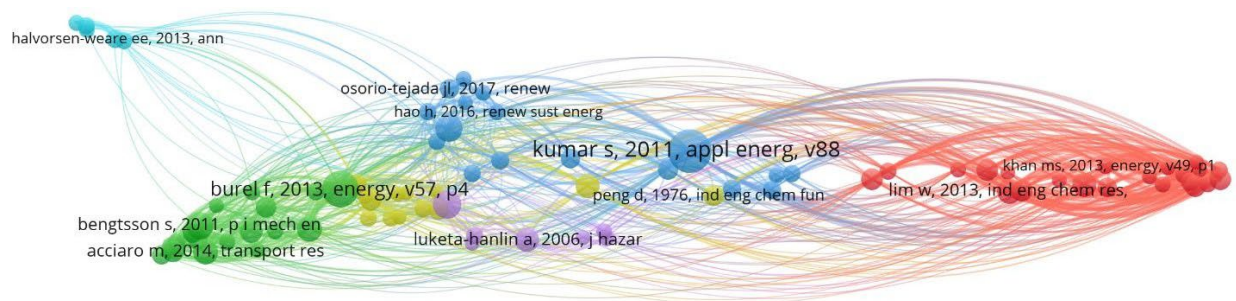 halvorsen-weare ee, 2013, ann
osorio-tejada jl, 2017, renew
hao h, 2016, renew sust energ
kumar s, 2011, appl energ, v88
khan ms, 2013, energy, v49, p1
burel f, 2013, energy, v57, p4
peng d, 1976, ind eng chem fun
lim w, 2013, ind eng chem res,
bengtsson s, 2011, p i mech en
luketa-hanlin a, 2006, j hazar
acciaro m, 2014, transport res